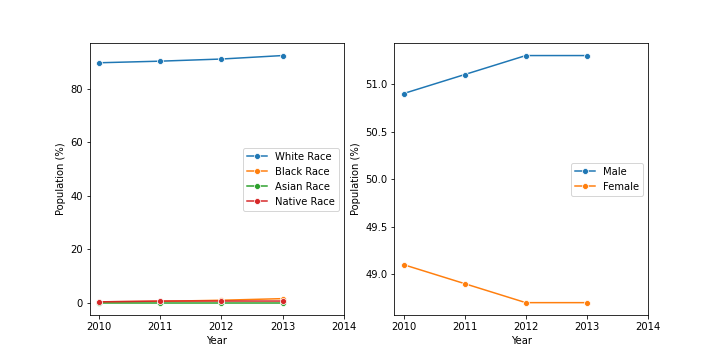 Population (%)
80
60
40
20
0
2010 2011 2012 2013 2014
Year
White Race
Black Race
Asian Race
Native Race
Population (%)
51.0
50.5
50.0
49.5
49.0
2010 2011 2012 2013 2014
Year
Male
Female